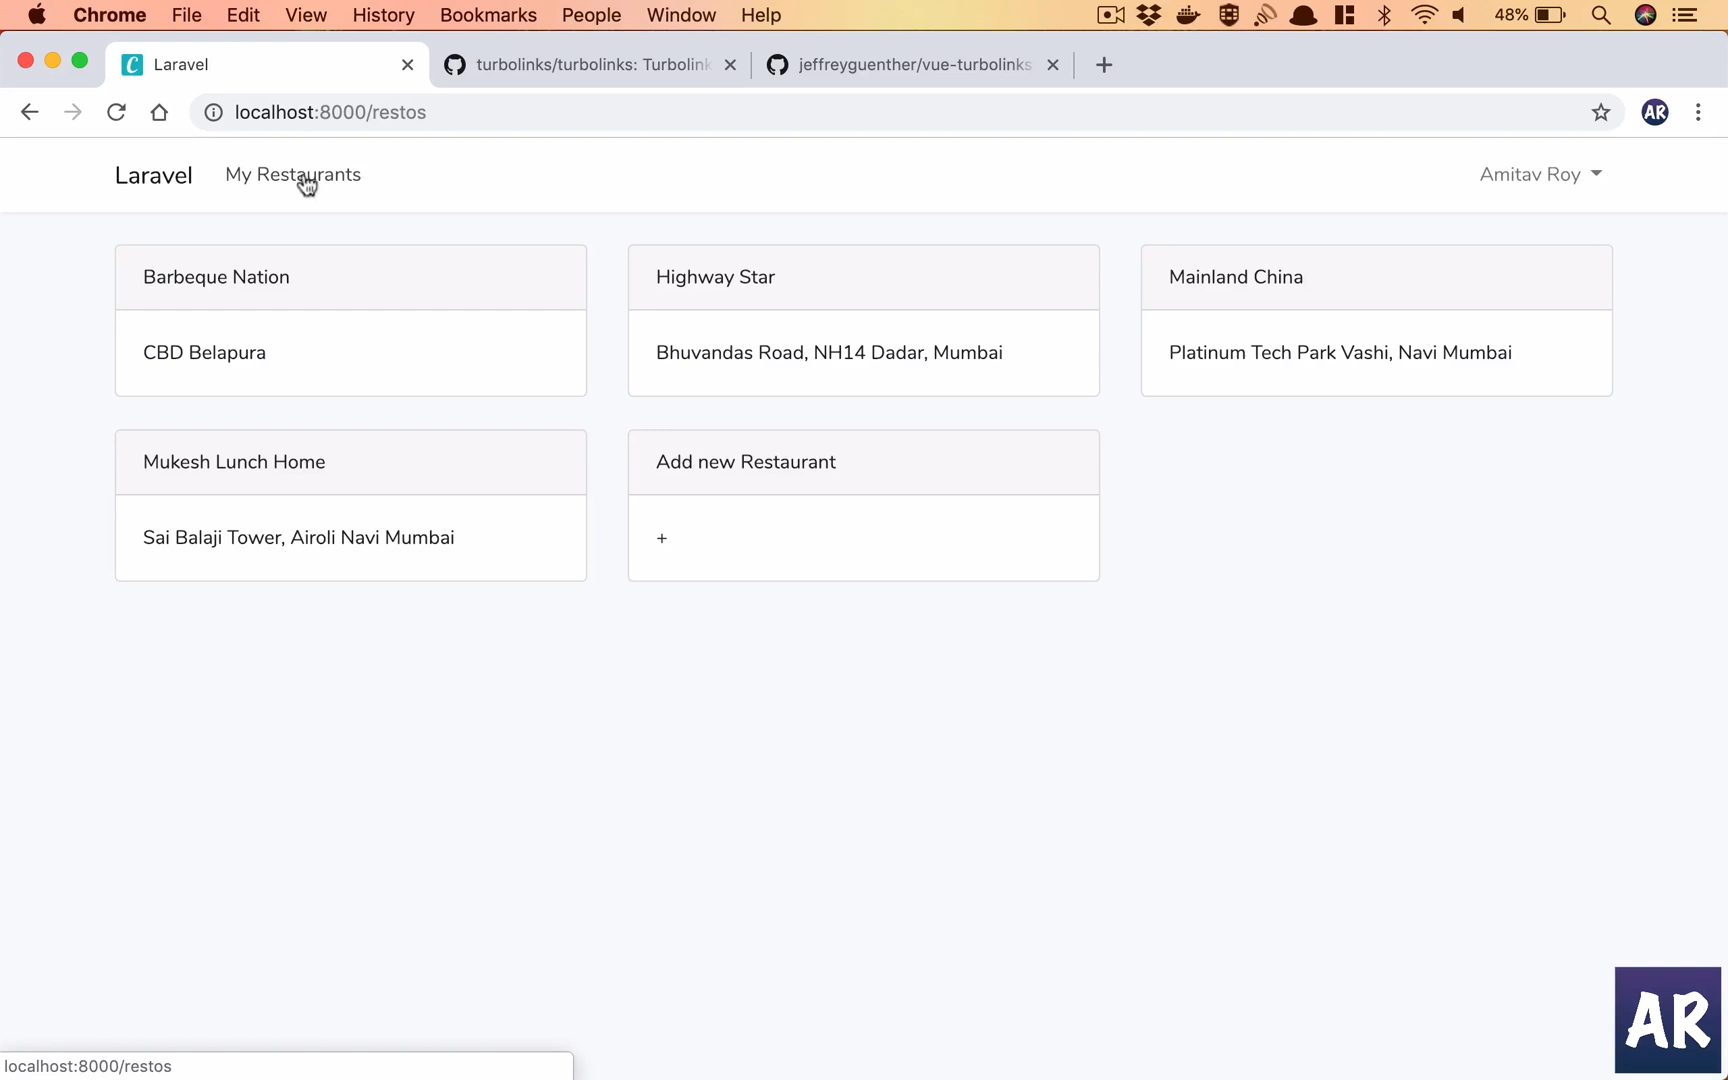 Chrome File Edit View History Bookmarks People Window Help 48%
Laravel turbolinks/turbolinks: Turbolink jeffreyguenther/vue-turbolinks
localhost:8000/restos AR
Laravel My Restaurants Amitav Roy
Barbeque Nation Highway Star Mainland China
CBD Belapura Bhuvandas Road, NH14 Dadar, Mumbai Platinum Tech Park Vashi, Navi Mumbai
Mukesh Lunch Home Add new Restaurant
Sai Balaji Tower, Airoli Navi Mumbai +
AR
localhost:8000/restos